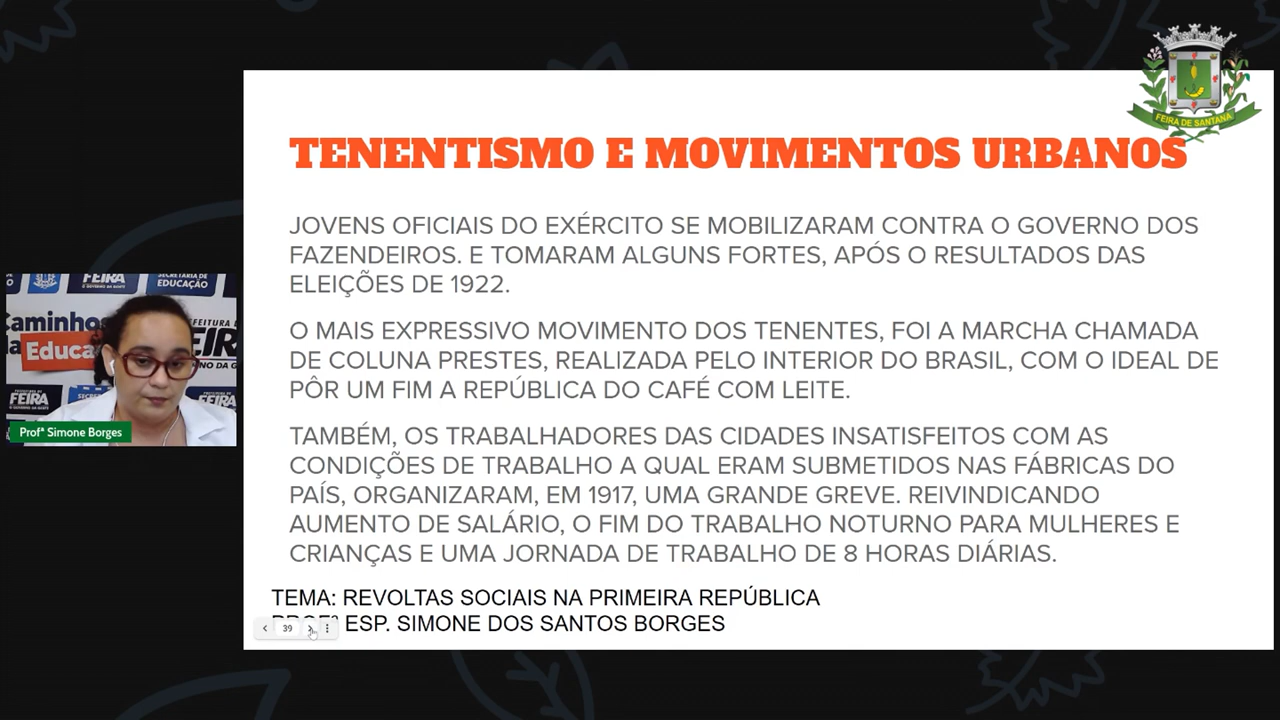 FEIRA DE SANTANA
TENENTISMO E MOVIMENTOS URBANOS
JOVENS OFICIAIS DO EXÉRCITO SE MOBILIZARAM CONTRA O GOVERNO DOS
FAZENDEIROS. E TOMARAM ALGUNS FORTES, APÓS O RESULTADOS DAS
ELEIÇÕES DE 1922.
O MAIS EXPRESSIVO MOVIMENTO DOS TENENTES, FOI A MARCHA CHAMADA
DE COLUNA PRESTES, REALIZADA PELO INTERIOR DO BRASIL, COM O IDEAL DE
PÔR UM FIM A REPÚBLICA DO CAFÉ COM LEITE.
TAMBÉM, OS TRABALHADORES DAS CIDADES INSATISFEITOS COM AS
CONDIÇÕES DE TRABALHO A QUAL ERAM SUBMETIDOS NAS FÁBRICAS DO
PAÍS, ORGANIZARAM, EM 1917, UMA GRANDE GREVE. REIVINDICANDO
AUMENTO DE SALÁRIO, O FIM DO TRABALHO NOTURNO PARA MULHERES E
CRIANÇAS E UMA JORNADA DE TRABALHO DE 8 HORAS DIÁRIAS.
TEMA: REVOLTAS SOCIAIS NA PRIMEIRA REPÚBLICA
ESP. SIMONE DOS SANTOS BORGES
39
FEIRA
SECRETARIA DE
EDUCAÇÃO
Caminhos
Educa
FEIRA
Profª Simone Borges